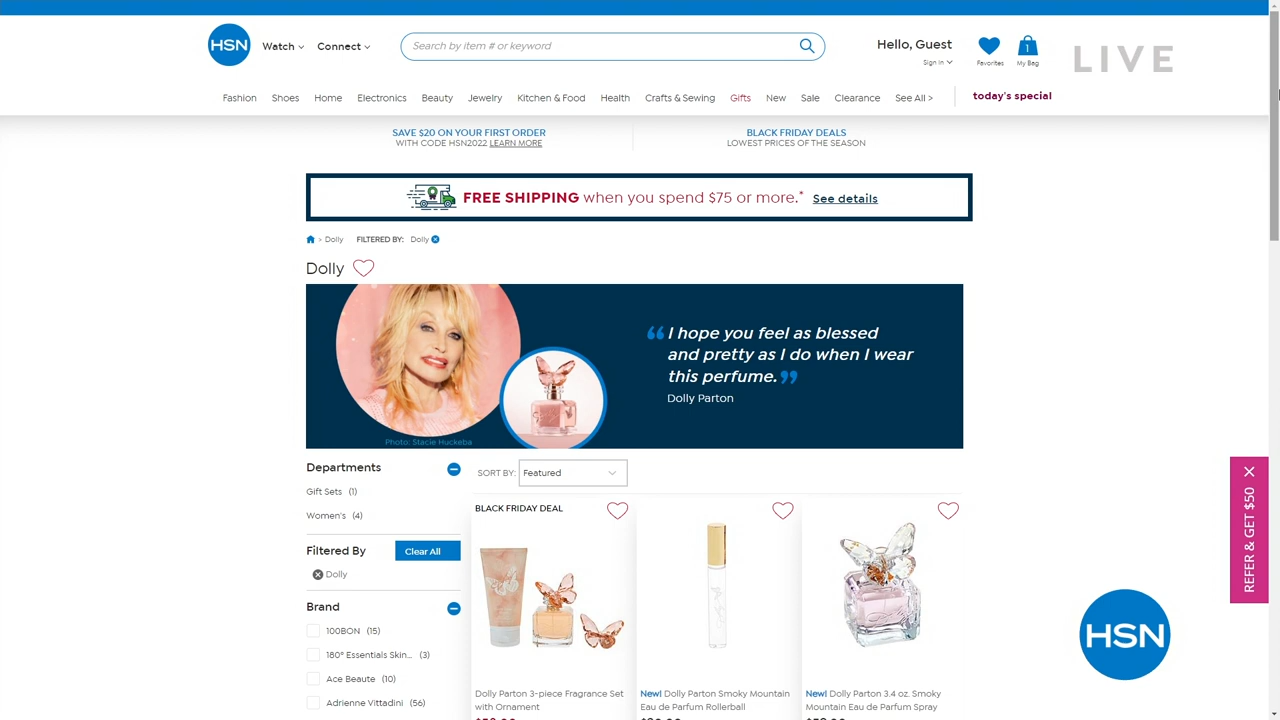 HSN
Watch
Connect
Search by item # or keyword
Hello, Guest
Sign In
Favorites
1
My Bag
LIVE
Fashion
Shoes
Home
Electronics
Beauty
Jewelry
Kitchen & Food
Health
Crafts & Sewing
Gifts
New
Sale
Clearance
See All >
today's special
SAVE $20 ON YOUR FIRST ORDER
WITH CODE HSN2022 LEARN MORE
BLACK FRIDAY DEALS
LOWEST PRICES OF THE SEASON
FREE SHIPPING when you spend $75 or more.* See details
> Dolly FILTERED BY: Dolly
Dolly
“ I hope you feel as blessed
and pretty as I do when I wear
this perfume. ”
Dolly Parton
Photo: Stacie Huckeba
Departments
Gift Sets (1)
Women's (4)
Filtered By
Clear All
Dolly
Brand
100BON (15)
180º Essentials Skin... (3)
Ace Beaute (10)
Adrienne Vittadini (56)
SORT BY: Featured
BLACK FRIDAY DEAL
Dolly Parton 3-piece Fragrance Set
with Ornament
New! Dolly Parton Smoky Mountain
Eau de Parfum Rollerball
New! Dolly Parton 3.4 oz. Smoky
Mountain Eau de Parfum Spray
REFER & GET $50
HSN